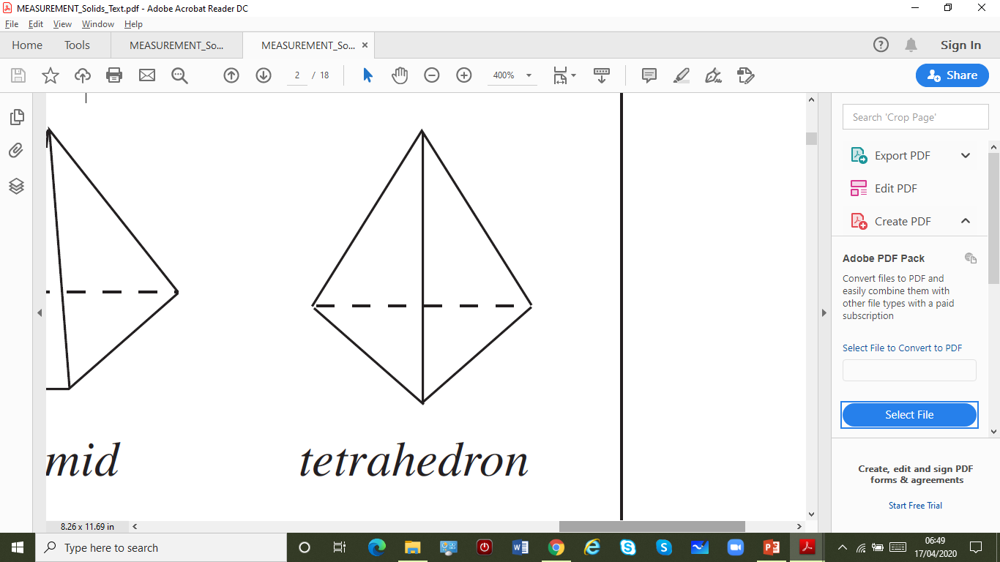 MEASUREMENT_Solids_Text.pdf - Adobe Acrobat Reader DC
File Edit View Window Help
Home Tools MEASUREMENT_So... MEASUREMENT_So... × Sign In
2 / 18 400% Share
Search 'Crop Page'
Export PDF
Edit PDF
Create PDF
Adobe PDF Pack
Convert files to PDF and
easily combine them with
other file types with a paid
subscription
Select File to Convert to PDF
Select File
mid tetrahedron
Create, edit and sign PDF
forms & agreements
Start Free Trial
8.26 x 11.69 in
Type here to search
06:49
17/04/2020